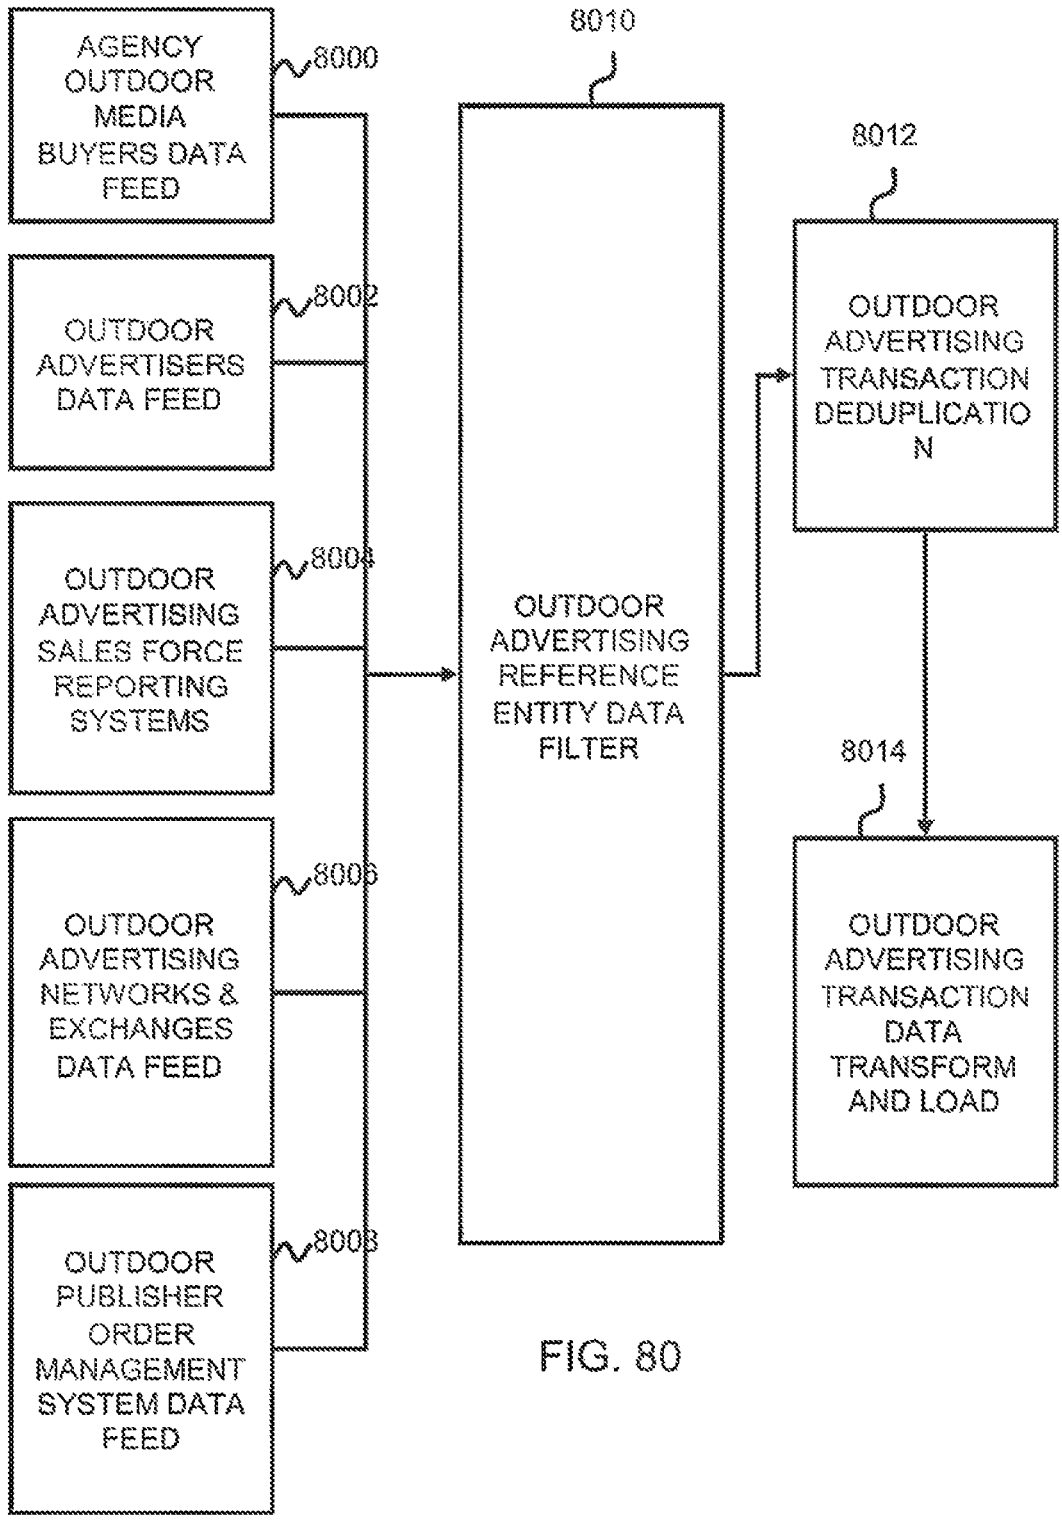 AGENCY
OUTDOOR
MEDIA
BUYERS DATA
FEED
8000
OUTDOOR
ADVERTISERS
DATA FEED
8002
OUTDOOR
ADVERTISING
SALES FORCE
REPORTING
SYSTEMS
8004
OUTDOOR
ADVERTISING
NETWORKS &
EXCHANGES
DATA FEED
8006
OUTDOOR
PUBLISHER
ORDER
MANAGEMENT
SYSTEM DATA
FEED
8008
8010
OUTDOOR
ADVERTISING
REFERENCE
ENTITY DATA
FILTER
8012
OUTDOOR
ADVERTISING
TRANSACTION
DEDUPLICATIO
N
8014
OUTDOOR
ADVERTISING
TRANSACTION
DATA
TRANSFORM
AND LOAD
FIG. 80